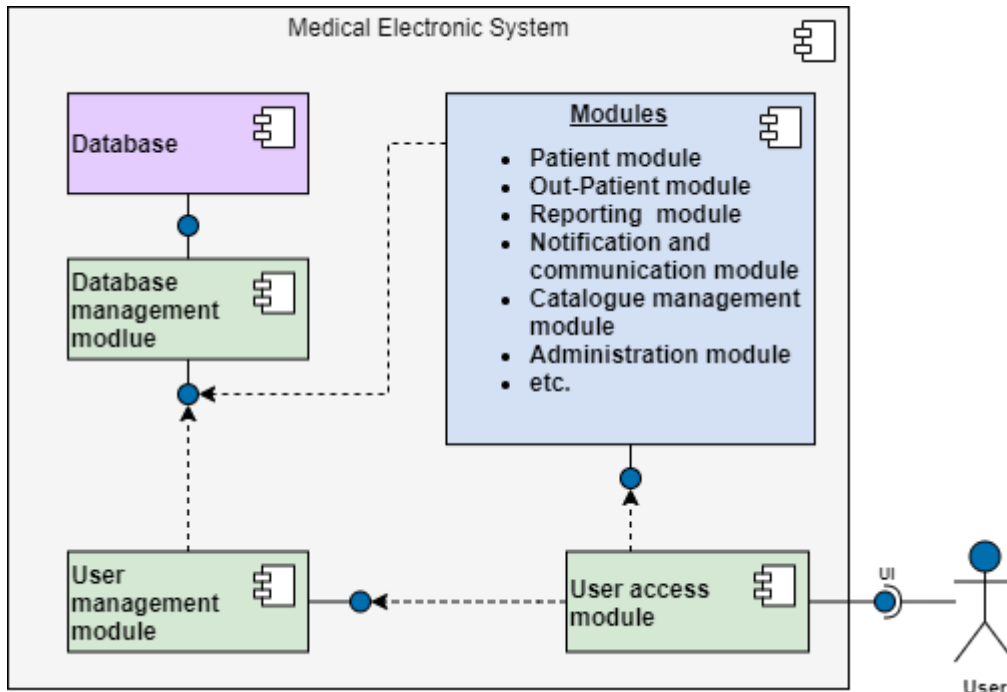 Medical Electronic System
Database
Modules
• Patient module
• Out-Patient module
• Reporting  module
• Notification and
communication module
• Catalogue management
module
• Administration module
• etc.
Database
management
modlue
User
management
module
User access
module
UI
User